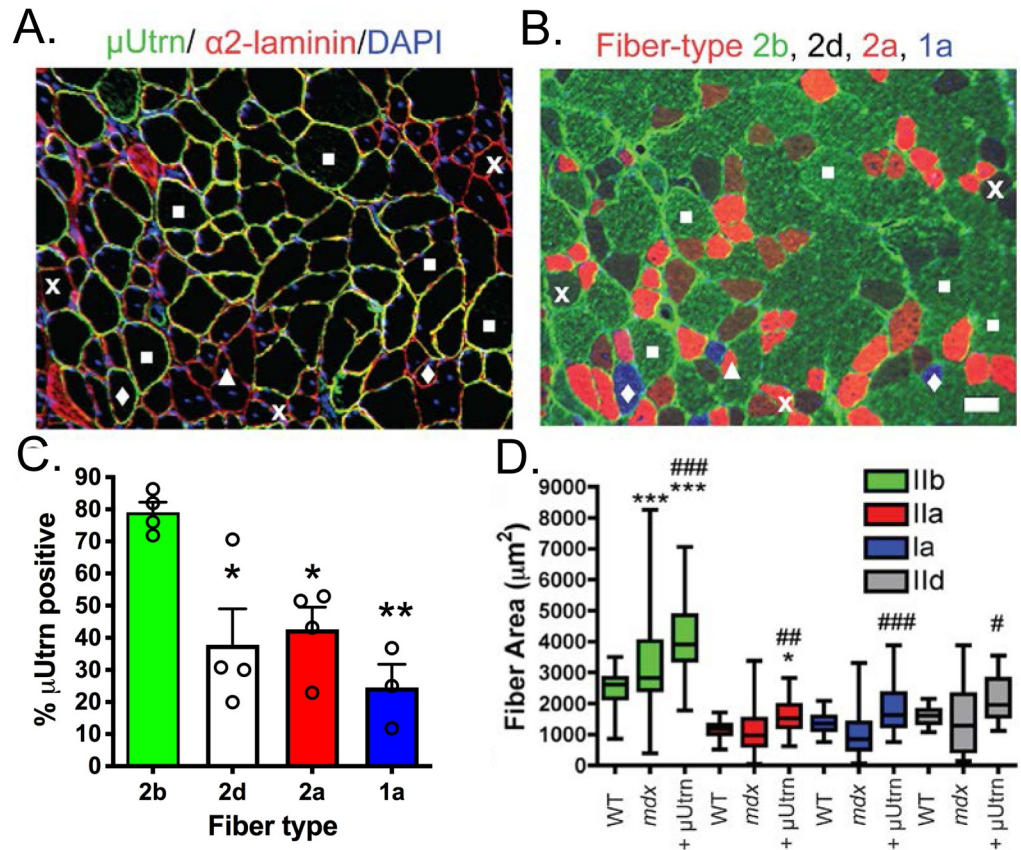 A.
µUtrn/ α2-laminin/DAPI
x
x
x
B.
Fiber-type 2b, 2d, 2a, 1a
x
x
x
C.
% µUtrn positive
90
80
70
60
50
40
30
20
10
0
*
*
**
2b
2d
2a
1a
Fiber type
D.
Fiber Area (µm²)
9000
8000
7000
6000
5000
4000
3000
2000
1000
0
***
###
***
##
*
###
#
IIb
IIa
Ia
IId
WT
mdx
+ µUtrn
WT
mdx
+ µUtrn
WT
mdx
+ µUtrn
WT
mdx
+ µUtrn